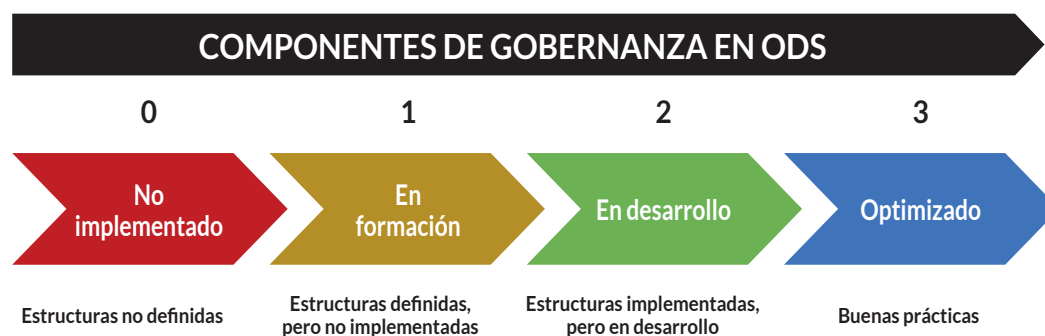 COMPONENTES DE GOBERNANZA EN ODS
0
1
2
3
No
implementado
En
formación
En desarrollo
Optimizado
Estructuras no definidas
Estructuras definidas,
pero no implementadas
Estructuras implementadas,
pero en desarrollo
Buenas prácticas